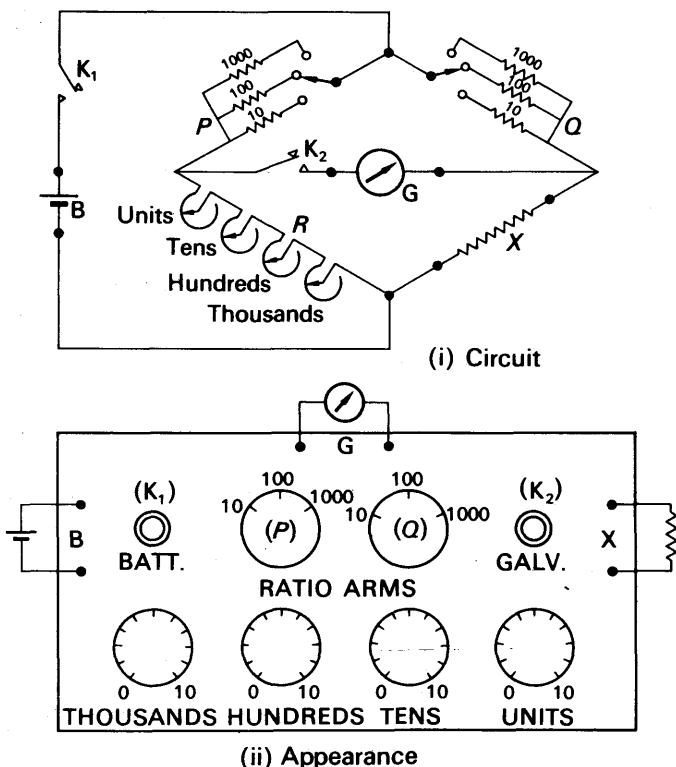 K1
1000
100
10
P
1000
100
10
Q
K2
G
B
Units
Tens
Hundreds
Thousands
R
X
(i) Circuit
G
(K1)
BATT.
10 100 1000
(P)
10 100 1000
(Q)
(K2)
GALV.
B
X
RATIO ARMS
0 10
0 10
0 10
0 10
THOUSANDS HUNDREDS TENS UNITS
(ii) Appearance